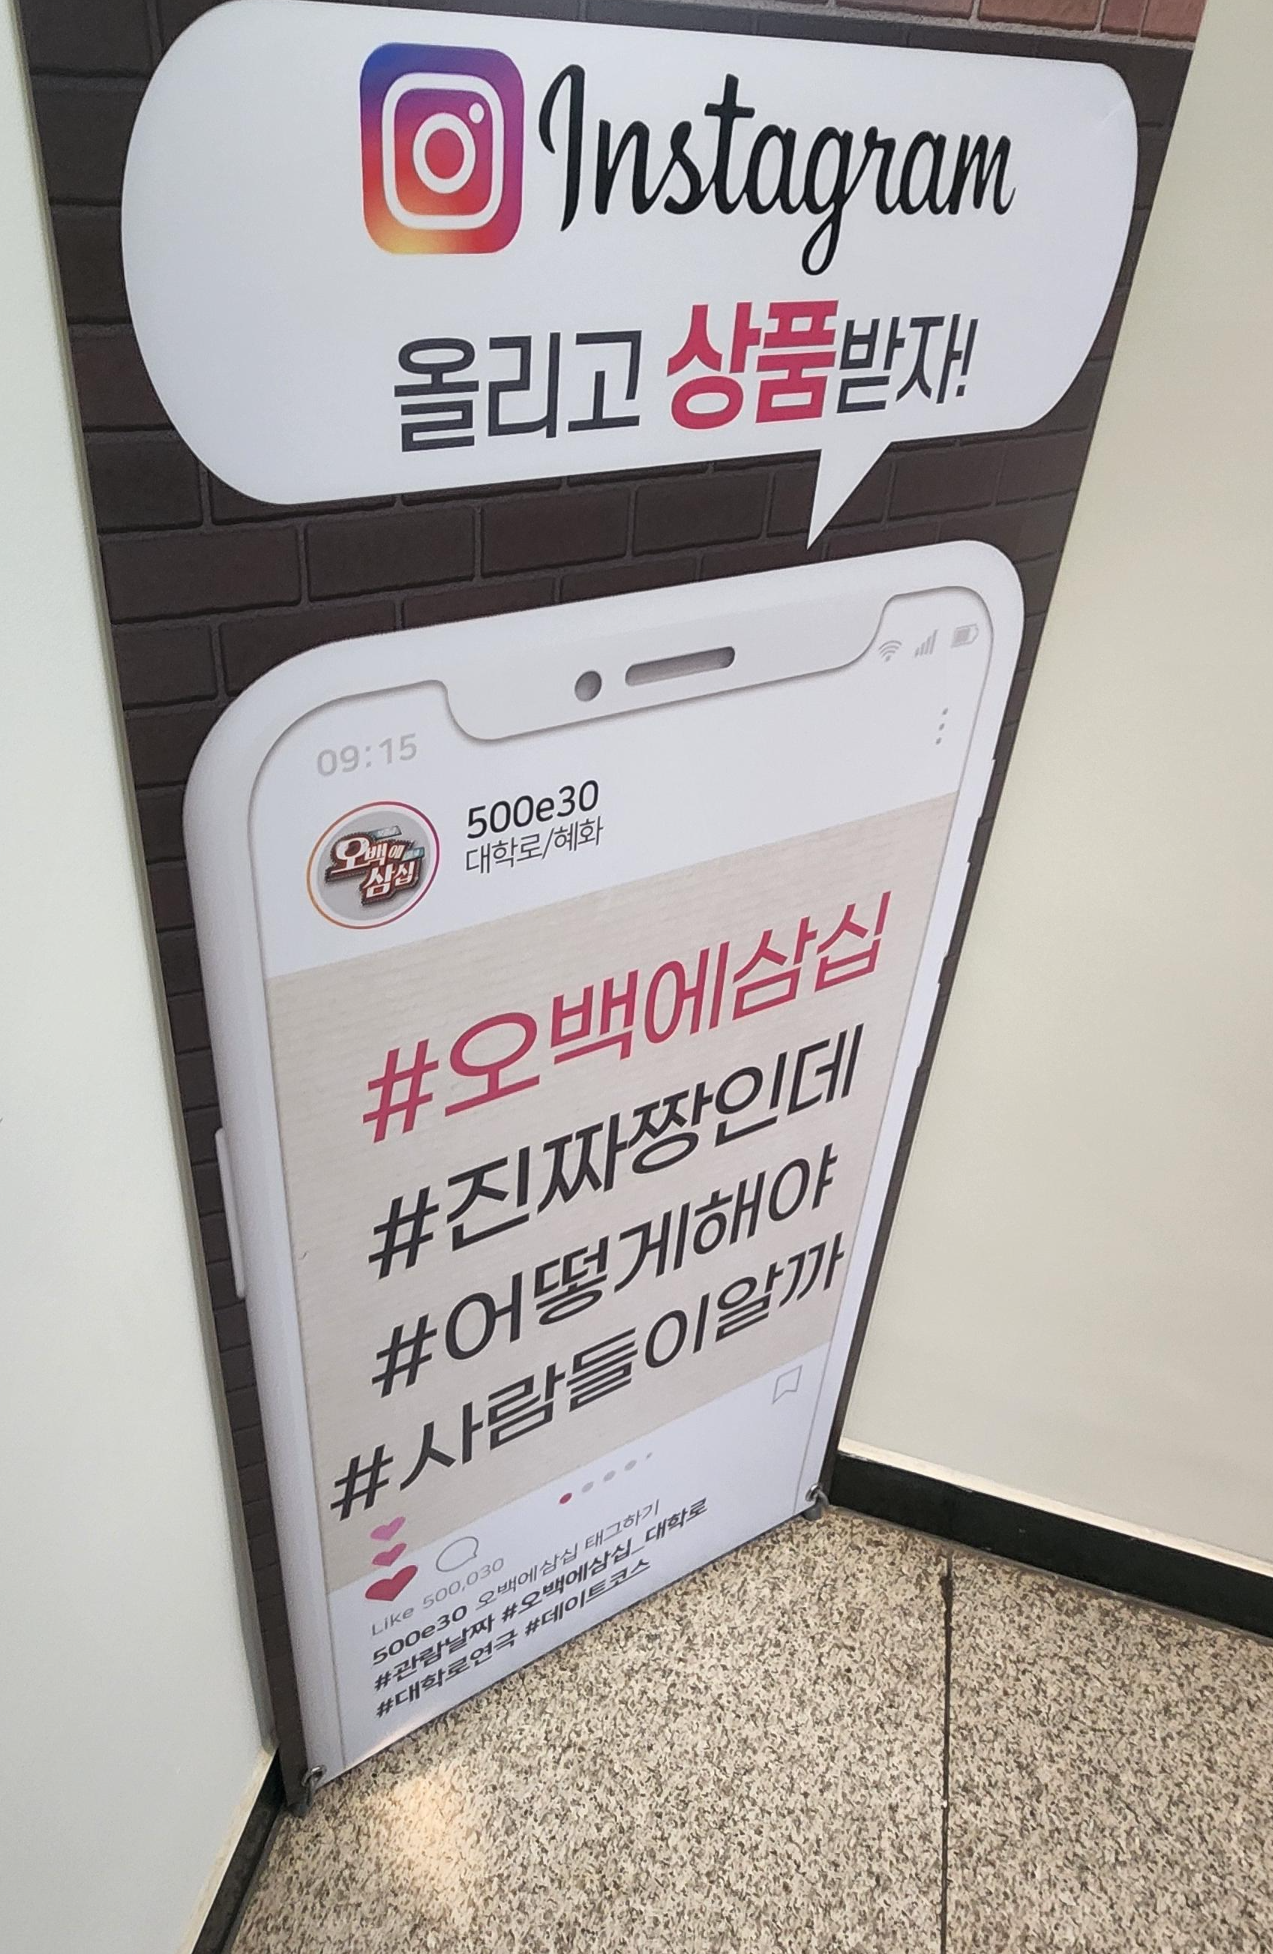 Instagram
올리고 상품받자!
09:15
500e30
대학로/혜화
오백에
삼십
#오백에삼십
#진짜짱인데
#어떻게해야
#사람들이알까
Like 500,030
500e30 오백에삼십 태그하기
#관람날짜 #오백에삼십_대학로
#대학로연극 #데이트코스